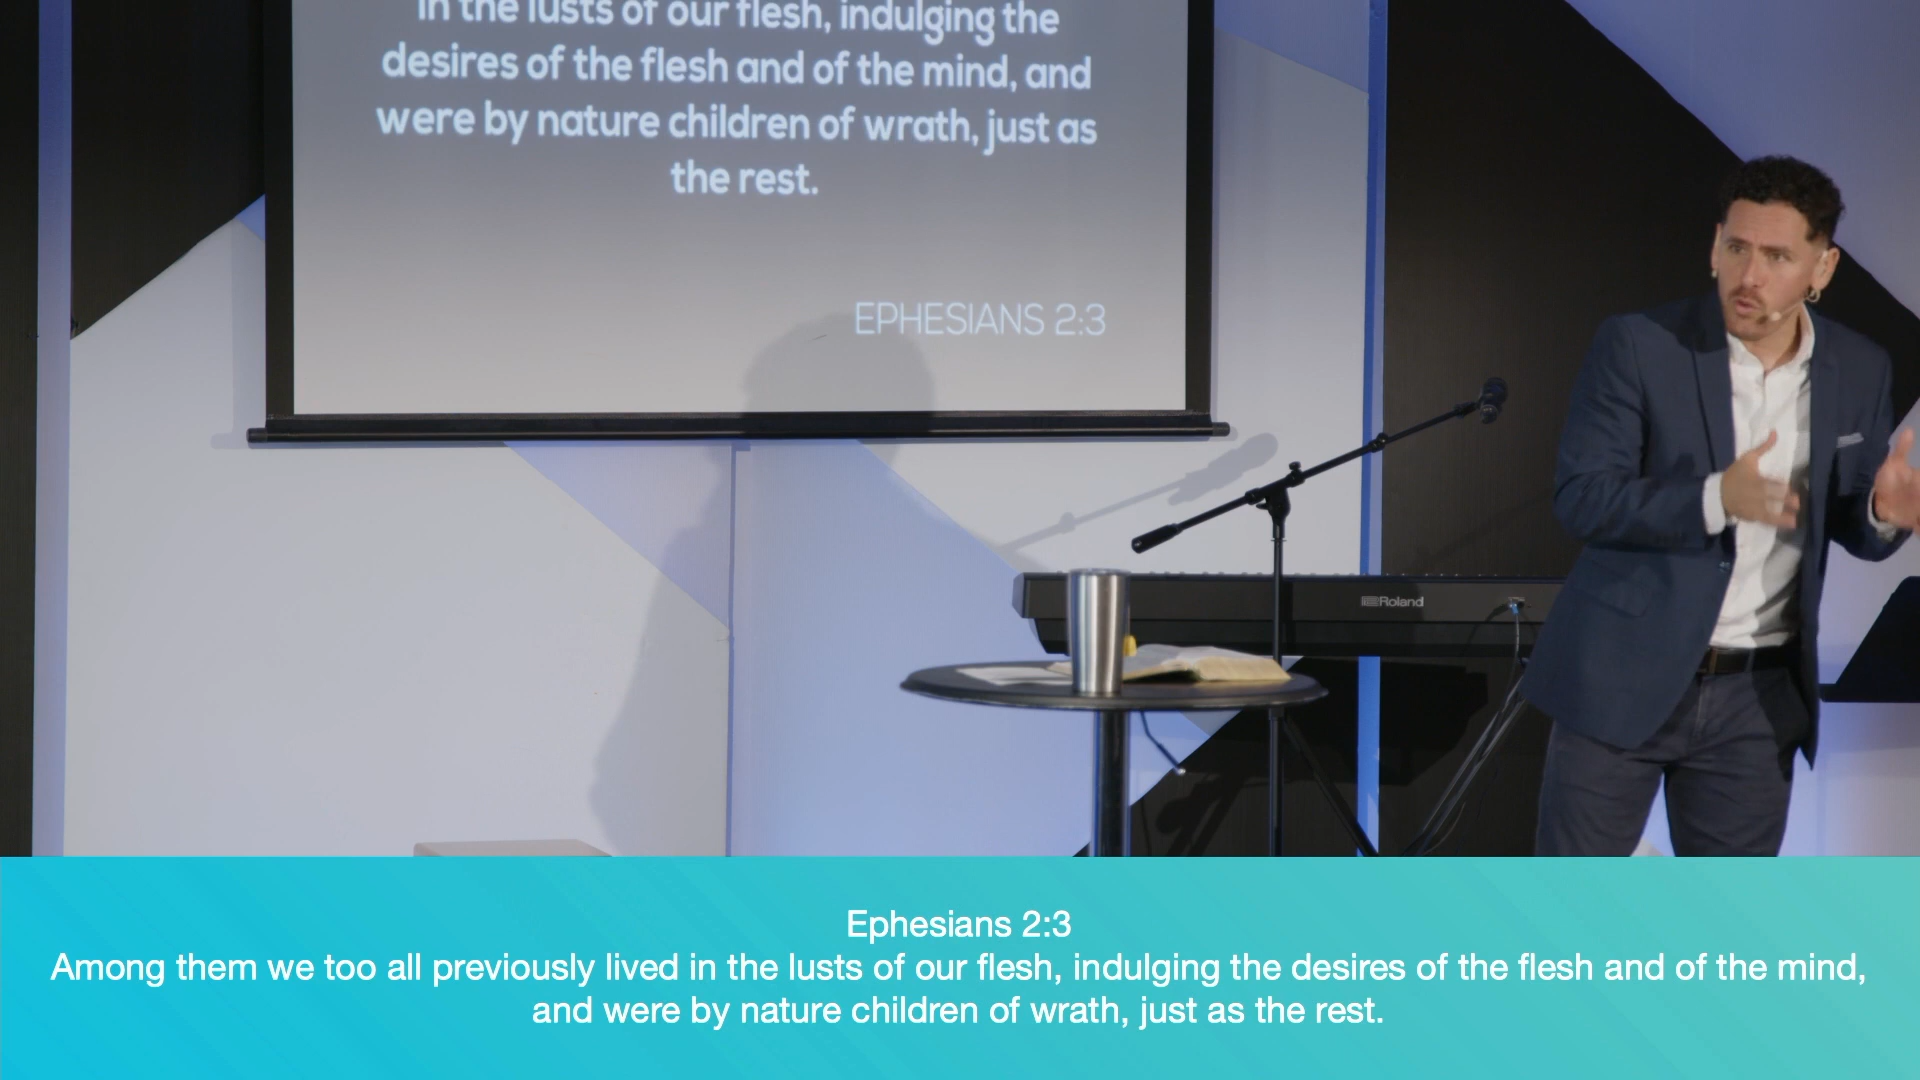 in the lusts of our flesh, indulging the
desires of the flesh and of the mind, and
were by nature children of wrath, just as
the rest.
EPHESIANS 2:3
Roland
Ephesians 2:3
Among them we too all previously lived in the lusts of our flesh, indulging the desires of the flesh and of the mind,
and were by nature children of wrath, just as the rest.